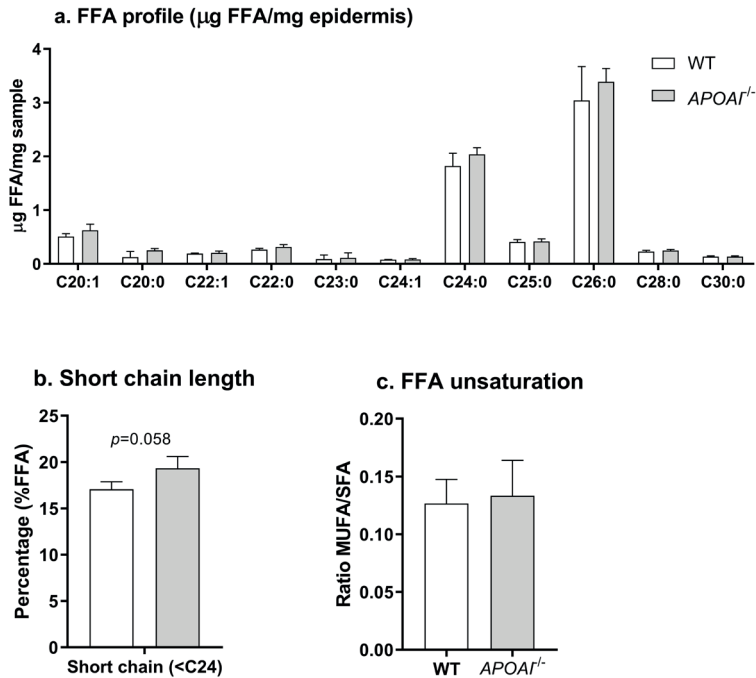 a. FFA profile (μg FFA/mg epidermis)
μg FFA/mg sample
4
3
2
1
0
WT
APOAI-/-
C20:1 C20:0 C22:1 C22:0 C23:0 C24:1 C24:0 C25:0 C26:0 C28:0 C30:0
b. Short chain length
Percentage (%FFA)
25
20
15
10
5
0
p=0.058
Short chain (<C24)
c. FFA unsaturation
Ratio MUFA/SFA
0.20
0.15
0.10
0.05
0.00
WT APOAI-/-